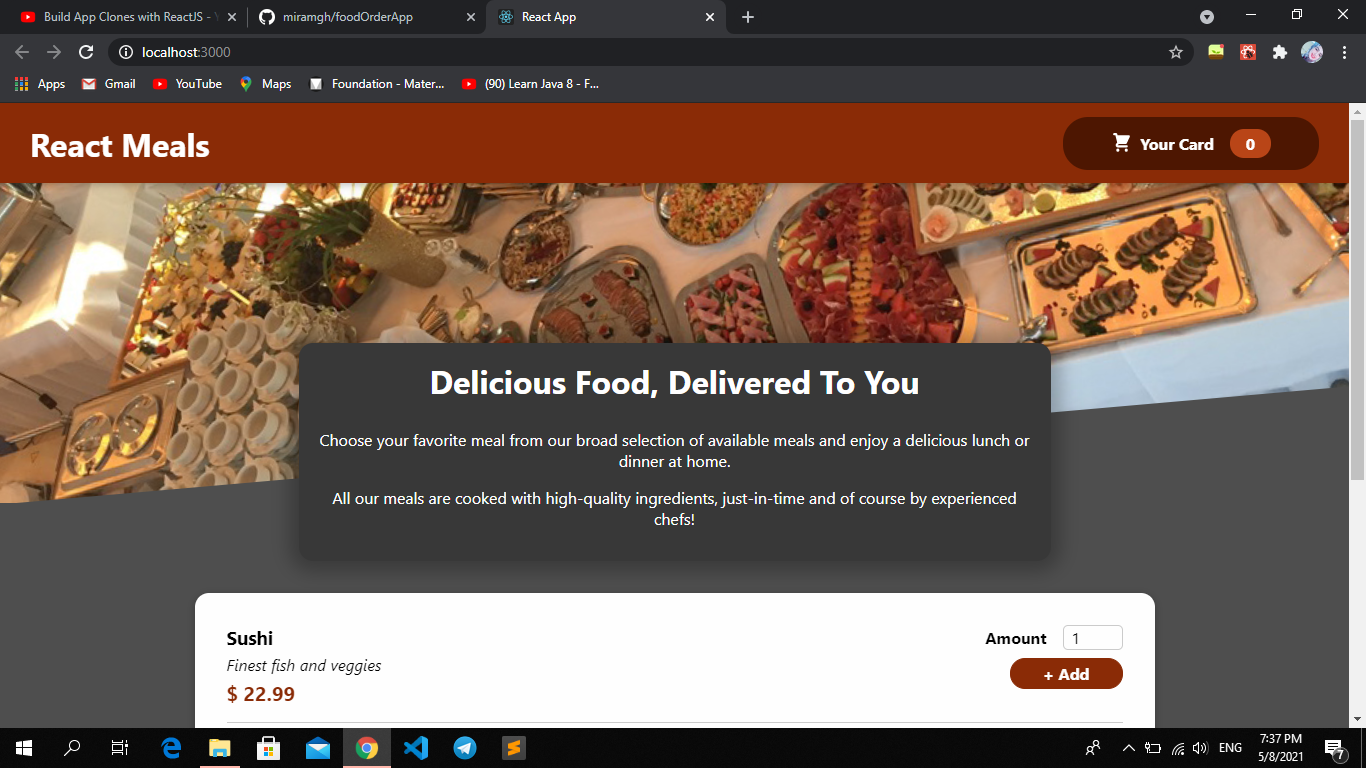 Build App Clones with ReactJS - Y
miramgh/foodOrderApp
React App
localhost:3000
Apps
Gmail
YouTube
Maps
Foundation - Mater...
(90) Learn Java 8 - F...
React Meals
Your Card 0
Delicious Food, Delivered To You
Choose your favorite meal from our broad selection of available meals and enjoy a delicious lunch or
dinner at home.
All our meals are cooked with high-quality ingredients, just-in-time and of course by experienced
chefs!
Sushi
Amount 1
Finest fish and veggies
+ Add
$ 22.99
ENG
7:37 PM
5/8/2021
7